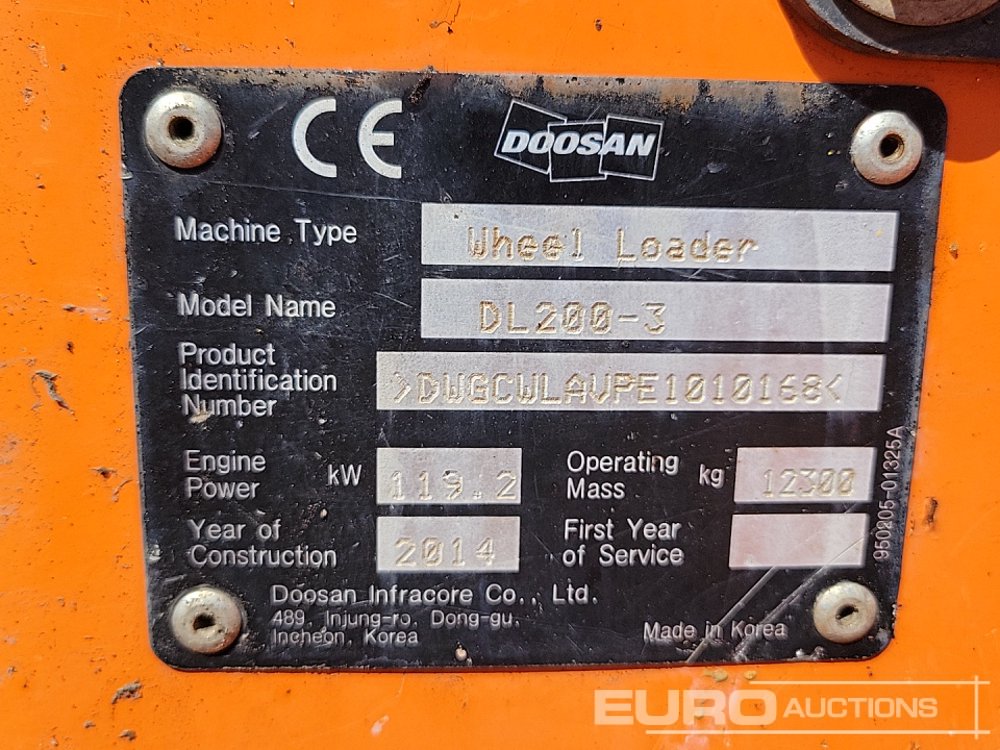 CE DOOSAN
Machine Type Wheel Loader
Model Name DL200-3
Product
Identification
Number >DWGCWLAVPE1010168<
Engine
Power kW 119.2
Operating
Mass kg 12300
Year of
Construction 2014
First Year
of Service
Doosan Infracore Co., Ltd.
489, Injung-ro, Dong-gu,
Incheon, Korea
Made in Korea
950205-01325A
EURO AUCTIONS